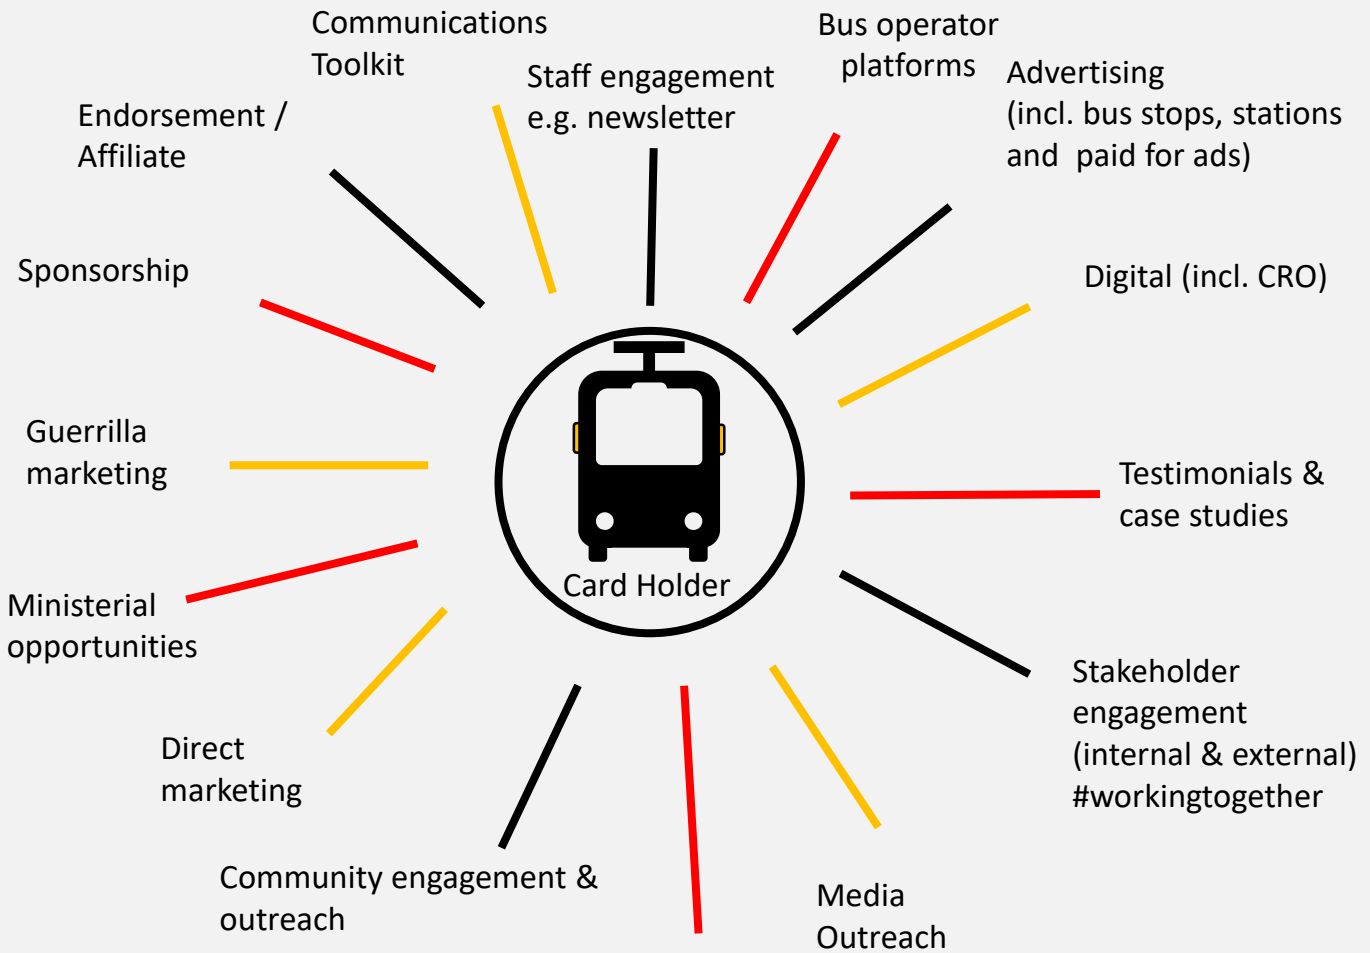 Communications
Toolkit
Staff engagement
e.g. newsletter
Bus operator
platforms
Advertising
(incl. bus stops, stations
and  paid for ads)
Endorsement /
Affiliate
Sponsorship
Digital (incl. CRO)
Guerrilla
marketing
Testimonials &
case studies
Card Holder
Ministerial
opportunities
Stakeholder
engagement
(internal & external)
#workingtogether
Direct
marketing
Community engagement &
outreach
Media
Outreach